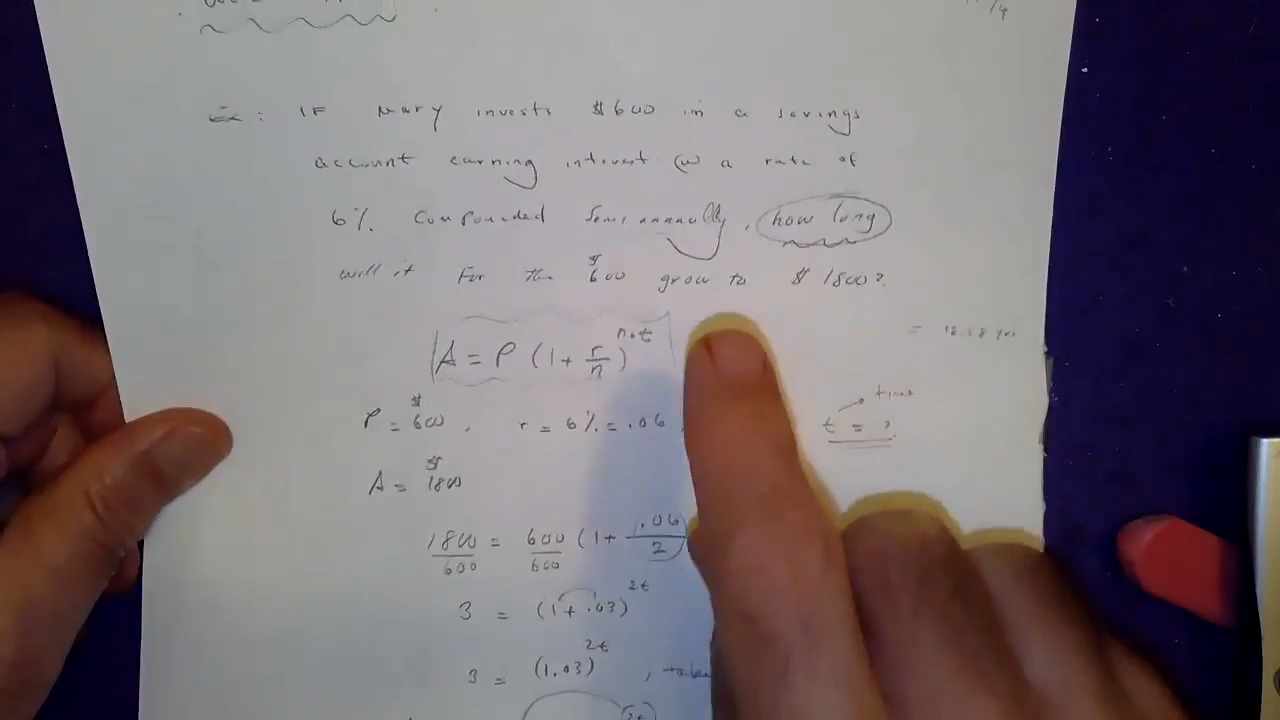 Ex: IF Mary invests $600 in a savings
account earning interest @ a rate of
6% compounded semiannually, how long
will it for the $600 grow to $1800?
A = P (1 + r/n)^n·t
P = $600, r = 6% = .06
t = ?
time
A = $1800
1800/600 = 600/600 (1 + .06/2)
3 = (1 + .03)^2t
3 = (1.03)^2t,
2t